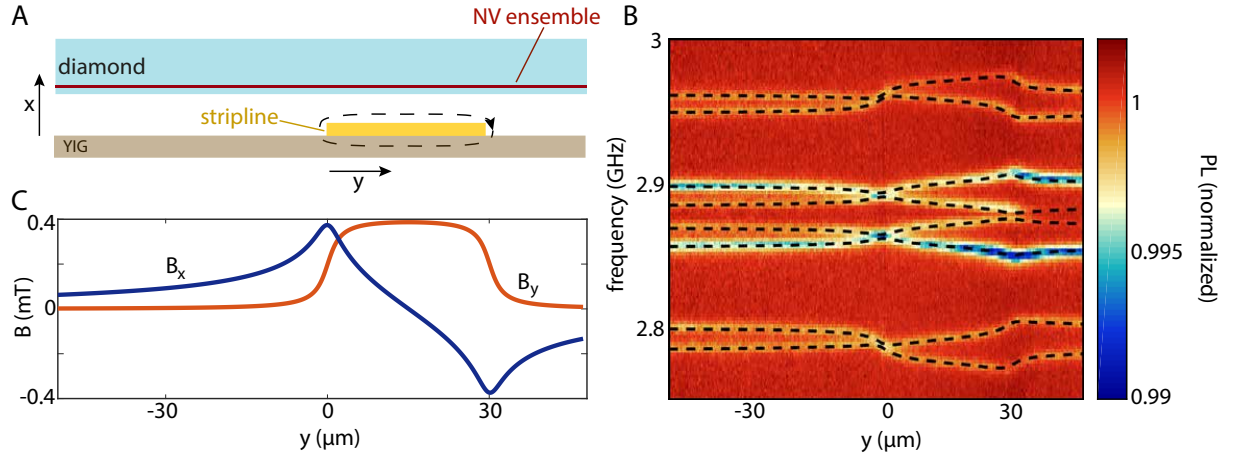 A
NV ensemble
diamond
x
stripline
YIG
y
C
0.4
B (mT)
0
-0.4
Bx
By
-30
0
30
y (μm)
B
3
2.9
2.8
frequency (GHz)
-30
0
30
y (μm)
1
0.995
0.99
PL (normalized)